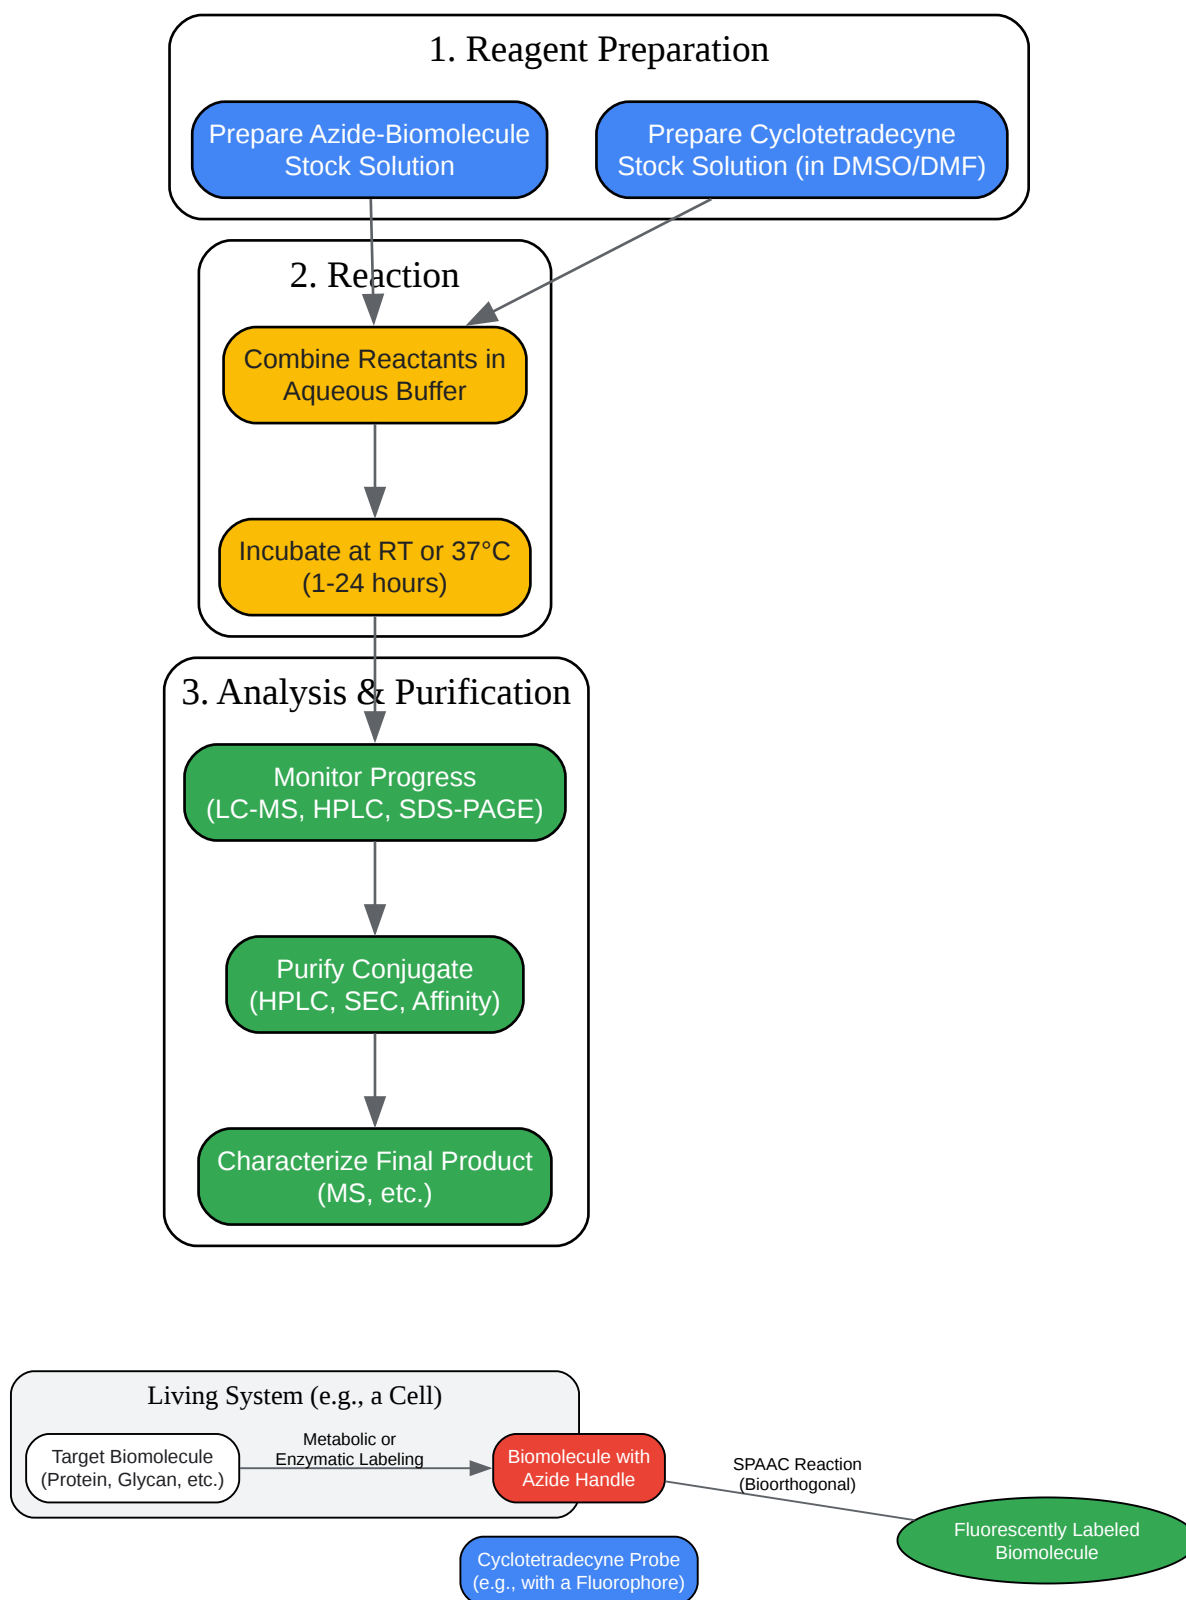 1. Reagent Preparation
Prepare Azide-Biomolecule
Stock Solution
Prepare Cyclotetradecyne
Stock Solution (in DMSO/DMF)
2. Reaction
Combine Reactants in
Aqueous Buffer
Incubate at RT or 37°C
(1-24 hours)
3. Analysis & Purification
Monitor Progress
(LC-MS, HPLC, SDS-PAGE)
Purify Conjugate
(HPLC, SEC, Affinity)
Characterize Final Product
(MS, etc.)
Living System (e.g., a Cell)
Target Biomolecule
(Protein, Glycan, etc.)
Metabolic or
Enzymatic Labeling
Biomolecule with
Azide Handle
SPAAC Reaction
(Bioorthogonal)
Fluorescently Labeled
Biomolecule
Cyclotetradecyne Probe
(e.g., with a Fluorophore)